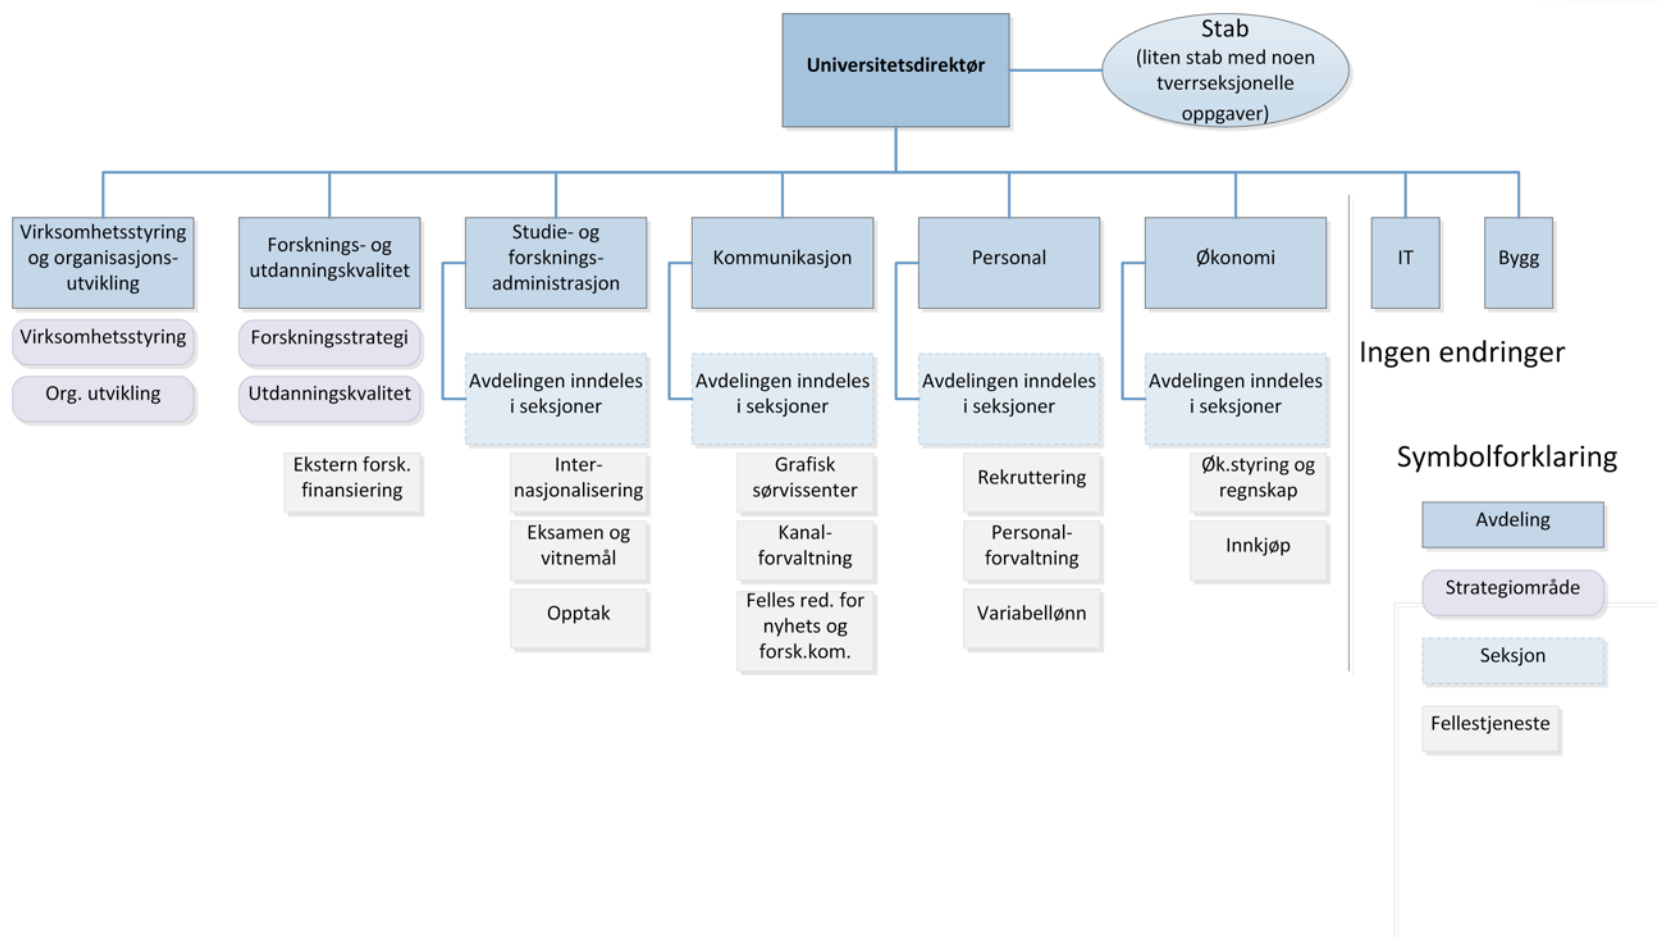 Universitetsdirektør
Stab
(liten stab med noen
tverrseksjonelle
oppgaver)
Virksomhetsstyring
og organisasjons-
utvikling
Forsknings- og
utdanningskvalitet
Studie- og
forsknings-
administrasjon
Kommunikasjon
Personal
Økonomi
IT
Bygg
Virksomhetsstyring
Org. utvikling
Forskningsstrategi
Utdanningskvalitet
Ekstern forsk.
finansiering
Avdelingen inndeles
i seksjoner
Inter-
nasjonalisering
Eksamen og
vitnemål
Opptak
Avdelingen inndeles
i seksjoner
Grafisk
sørvissenter
Kanal-
forvaltning
Felles red. for
nyhets og
forsk.kom.
Avdelingen inndeles
i seksjoner
Rekruttering
Personal-
forvaltning
Variabellønn
Avdelingen inndeles
i seksjoner
Øk.styring og
regnskap
Innkjøp
Ingen endringer
Symbolforklaring
Avdeling
Strategiområde
Seksjon
Fellestjeneste